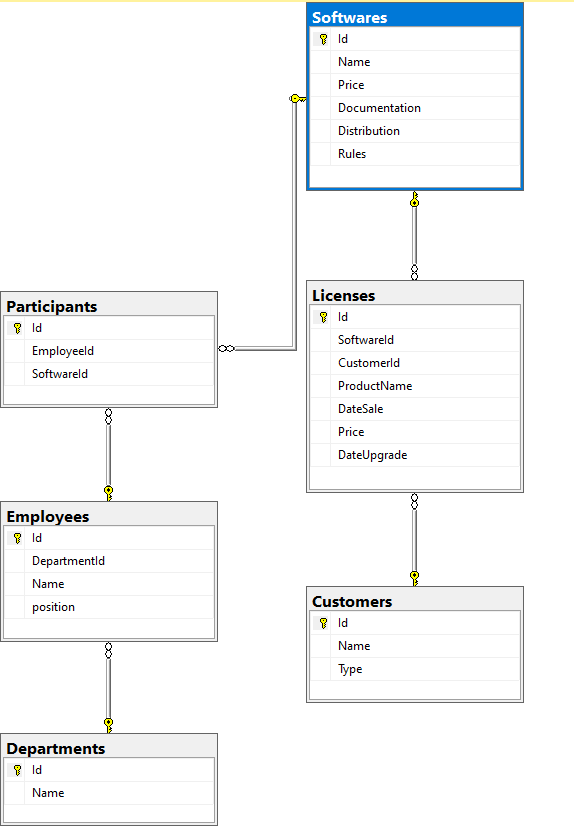 Softwares
Id
Name
Price
Documentation
Distribution
Rules
Participants
Id
EmployeeId
SoftwareId
Licenses
Id
SoftwareId
CustomerId
ProductName
DateSale
Price
DateUpgrade
Employees
Id
DepartmentId
Name
position
Customers
Id
Name
Type
Departments
Id
Name